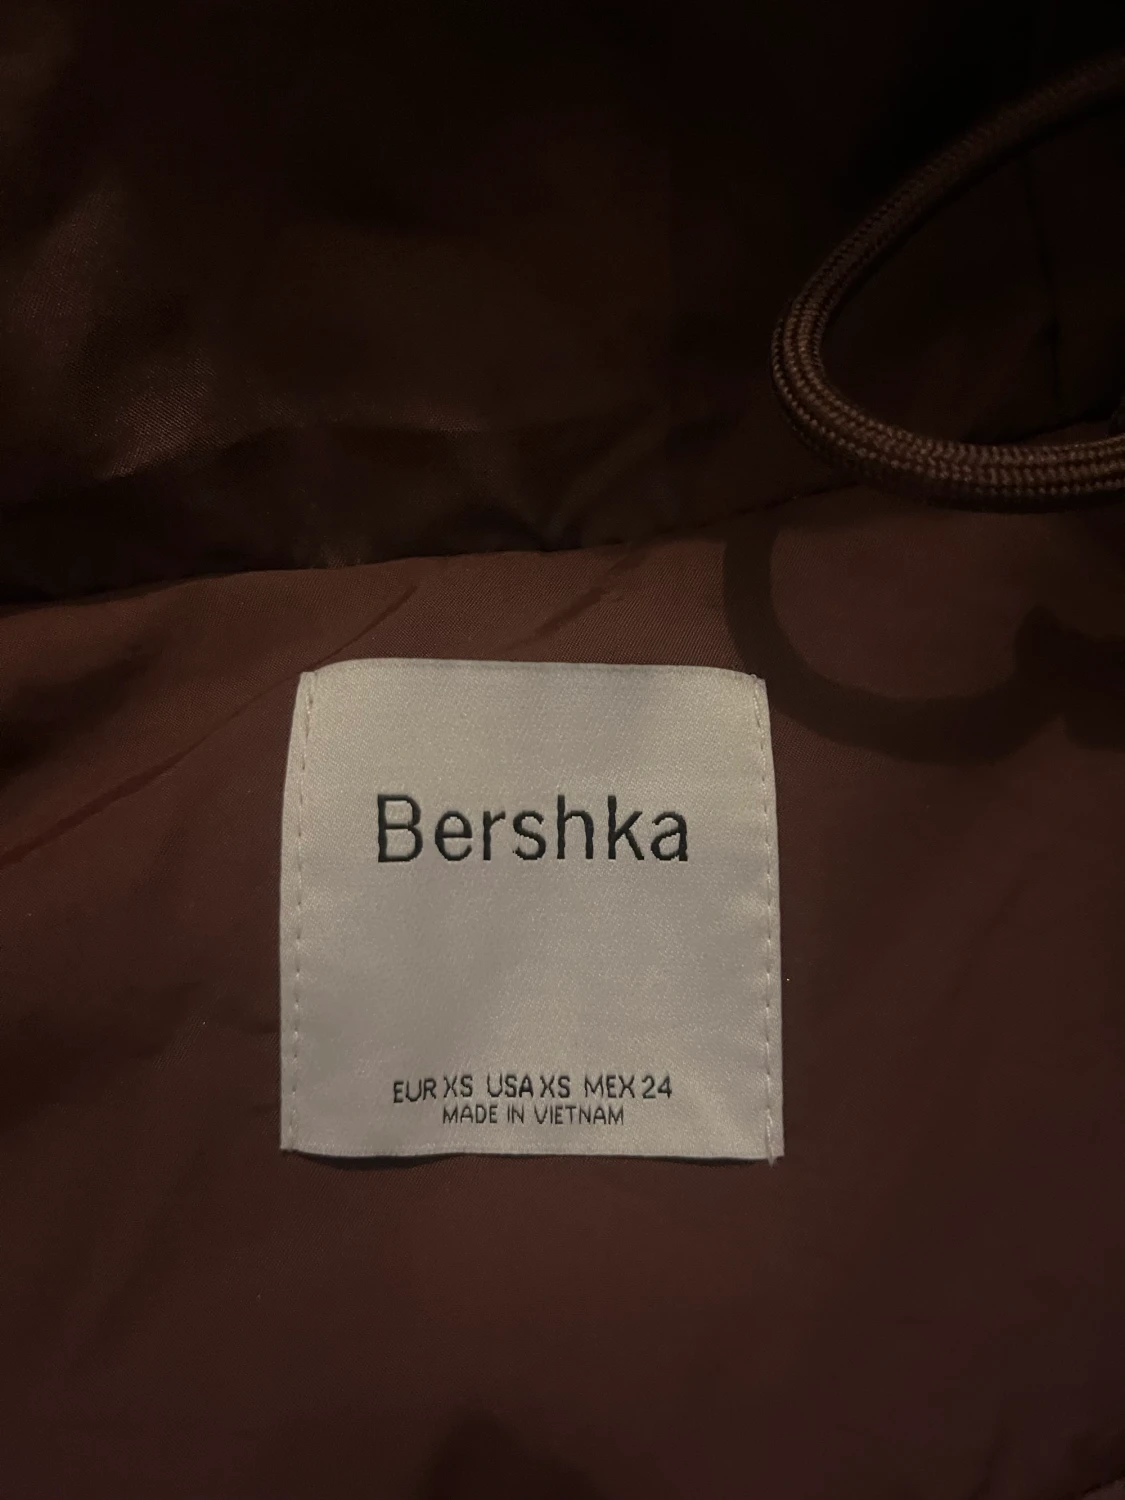 Bershka
EUR XS USA XS MEX 24
MADE IN VIETNAM